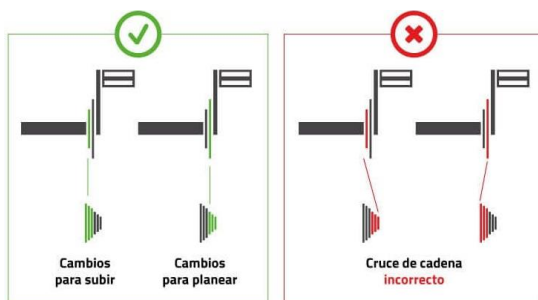 Cambios
para subir
Cambios
para planear
Cruce de cadena
incorrecto